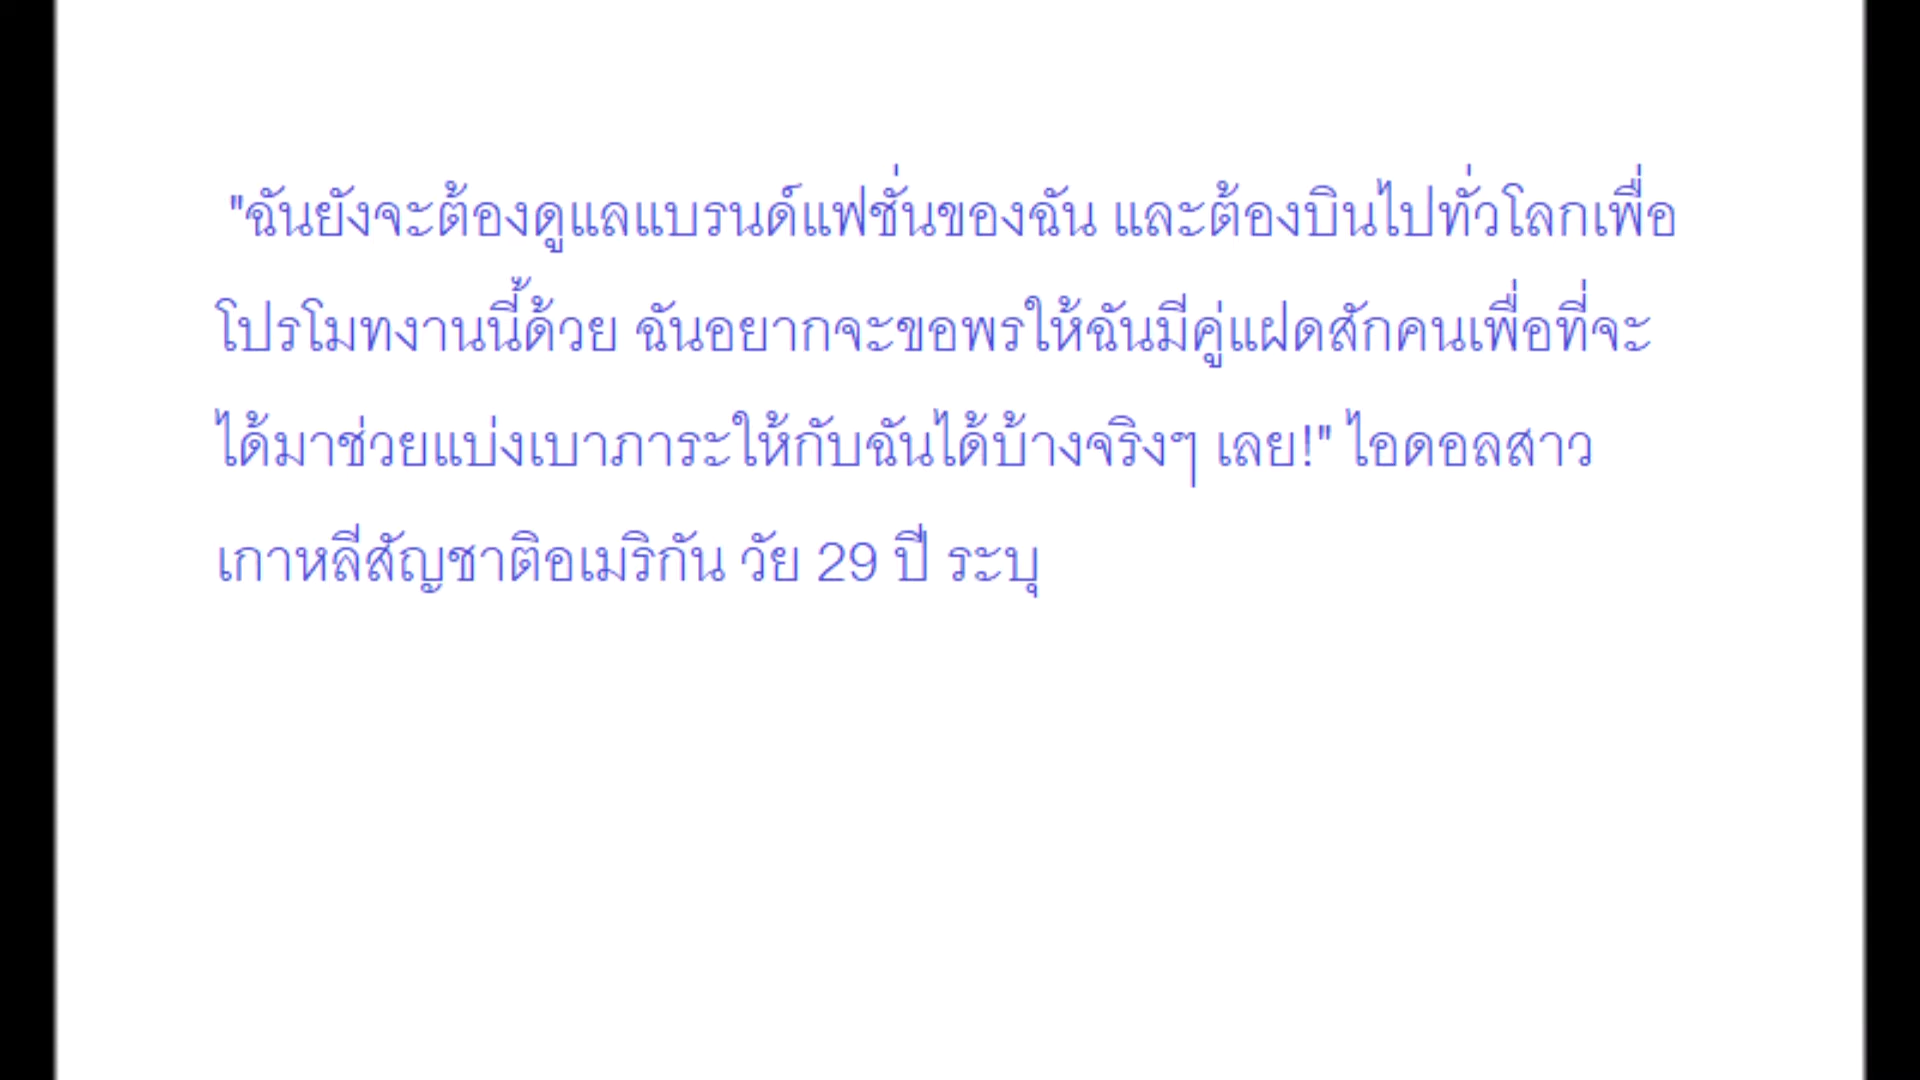 "ฉันยังจะต้องดูแลแบรนด์แฟชั่นของฉัน และต้องบินไปทั่วโลกเพื่อ
โปรโมทงานนี้ด้วย ฉันอยากจะขอพรให้ฉันมีคู่แฝดสักคนเพื่อที่จะ
ได้มาช่วยแบ่งเบาภาระให้กับฉันได้บ้างจริงๆ เลย!" ไอดอลสาว
เกาหลีสัญชาติอเมริกัน วัย 29 ปี ระบุ